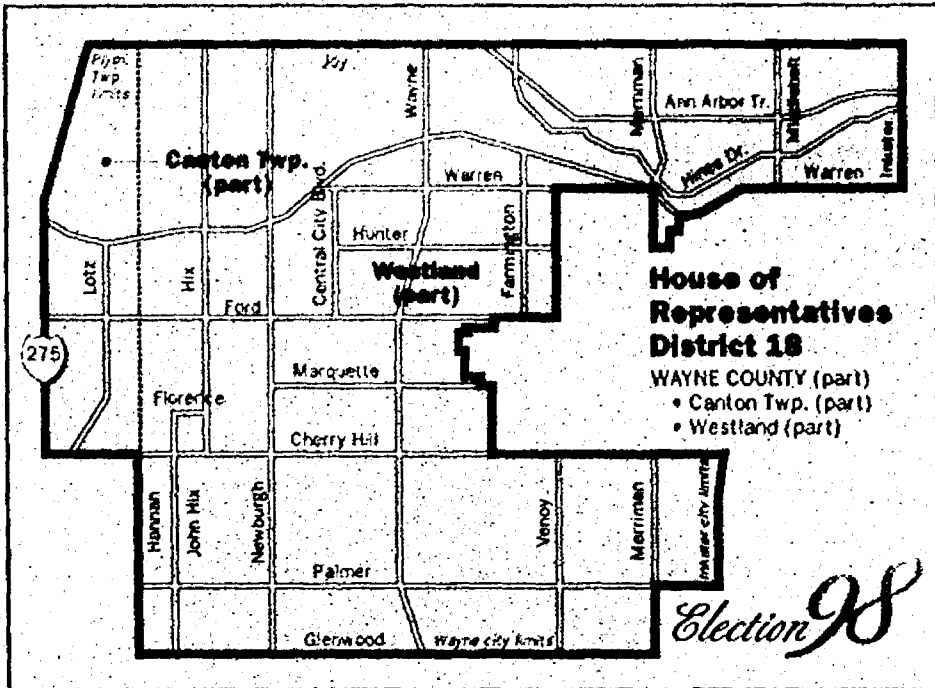 Plym.
Twp.
limits
Wayne
Merriman
Middlebelt
Ann Arbor Tr.
Hines Dr.
Inkster
Canton Twp.
(part)
Warren
Warren
Central City Blvd.
Hunter
Farmington
Westland
(part)
Lotz
Hix
Ford
House of
Representatives
District 18
WAYNE COUNTY (part)
• Canton Twp. (part)
• Westland (part)
275
Marquette
Florence
Cherry Hill
Hannan
John Hix
Newburgh
Venoy
Merriman
Inkster city limits
Palmer
Glenwood
Wayne city limits
Election 98